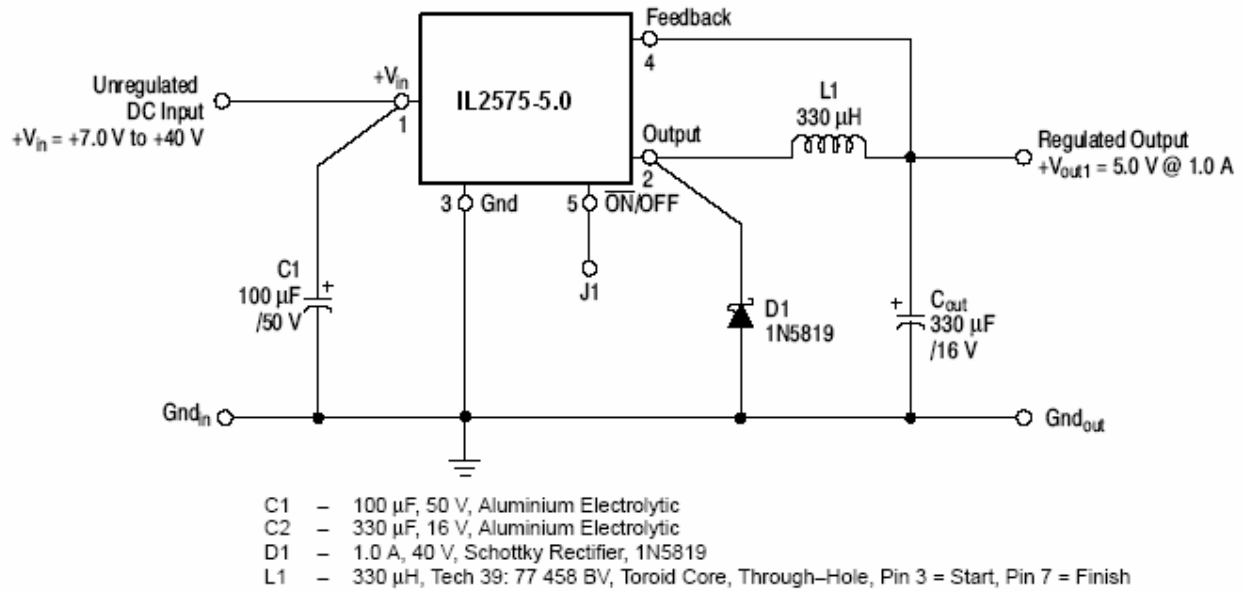 Feedback
4
Unregulated
DC Input
+Vin = +7.0 V to +40 V
+Vin
1
IL2575-5.0
L1
330 µH
Output
2
Regulated Output
+Vout1 = 5.0 V @ 1.0 A
3 Gnd
5 ON/OFF
J1
C1
100 µF
/50 V
+
D1
1N5819
+
Cout
330 µF
/16 V
Gndin
Gndout
C1 – 100 µF, 50 V, Aluminium Electrolytic
C2 – 330 µF, 16 V, Aluminium Electrolytic
D1 – 1.0 A, 40 V, Schottky Rectifier, 1N5819
L1 – 330 µH, Tech 39: 77 458 BV, Toroid Core, Through–Hole, Pin 3 = Start, Pin 7 = Finish